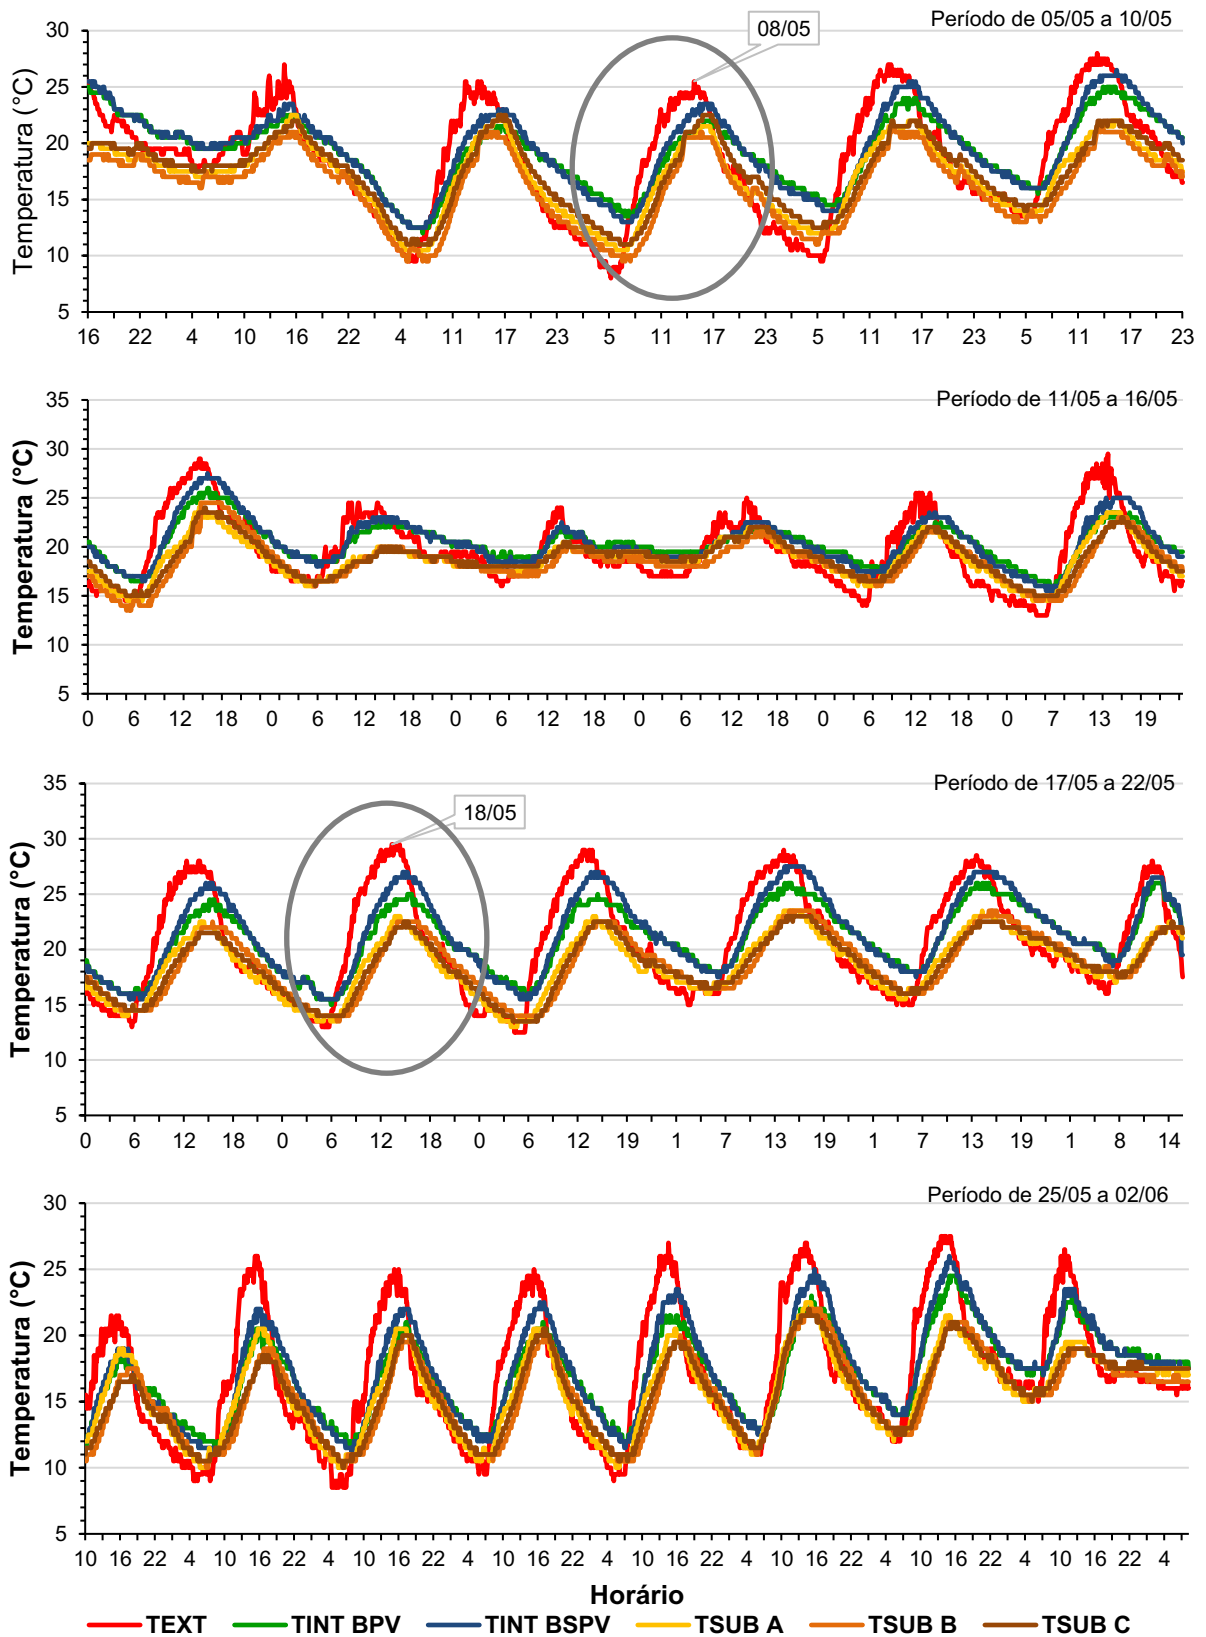 Período de 05/05 a 10/05
08/05
Temperatura (°C)
30
25
20
15
10
5
16 22 4 10 16 22 4 11 17 23 5 11 17 23 5 11 17 23 5 11 17 23
Período de 11/05 a 16/05
Temperatura (°C)
35
30
25
20
15
10
5
0 6 12 18 0 6 12 18 0 6 12 18 0 6 12 18 0 6 12 18 0 7 13 19
Período de 17/05 a 22/05
18/05
Temperatura (°C)
35
30
25
20
15
10
5
0 6 12 18 0 6 12 18 0 6 12 19 1 7 13 19 1 7 13 19 1 8 14
Período de 25/05 a 02/06
Temperatura (°C)
30
25
20
15
10
5
10 16 22 4 10 16 22 4 10 16 22 4 10 16 22 4 10 16 22 4 10 16 22 4 10 16 22 4 10 16 22 4
Horário
TEXT TINT BPV TINT BSPV TSUB A TSUB B TSUB C